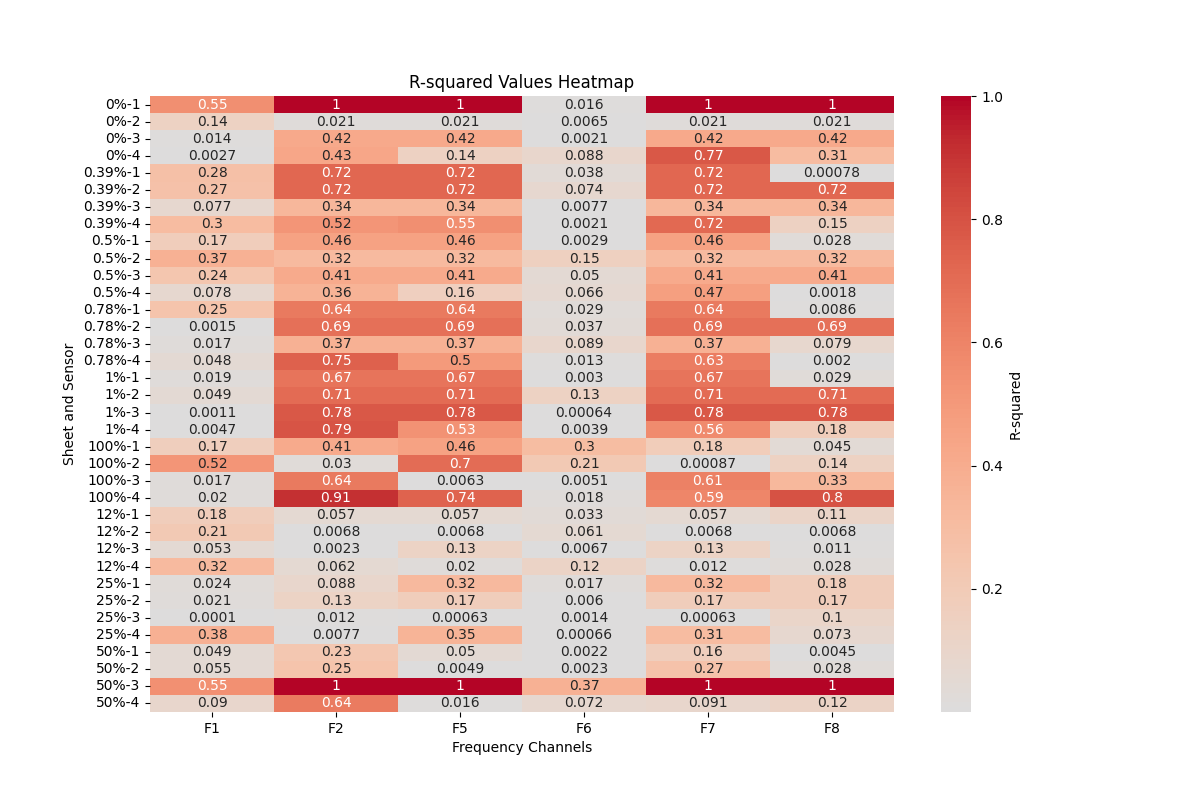 R-squared Values Heatmap
0%-1 0.55 1 1 0.016 1 1
0%-2 0.14 0.021 0.021 0.0065 0.021 0.021
0%-3 0.014 0.42 0.42 0.0021 0.42 0.42
0%-4 0.0027 0.43 0.14 0.088 0.77 0.31
0.39%-1 0.28 0.72 0.72 0.038 0.72 0.00078
0.39%-2 0.27 0.72 0.72 0.074 0.72 0.72
0.39%-3 0.077 0.34 0.34 0.0077 0.34 0.34
0.39%-4 0.3 0.52 0.55 0.0021 0.72 0.15
0.5%-1 0.17 0.46 0.46 0.0029 0.46 0.028
0.5%-2 0.37 0.32 0.32 0.15 0.32 0.32
0.5%-3 0.24 0.41 0.41 0.05 0.41 0.41
0.5%-4 0.078 0.36 0.16 0.066 0.47 0.0018
0.78%-1 0.25 0.64 0.64 0.029 0.64 0.0086
0.78%-2 0.0015 0.69 0.69 0.037 0.69 0.69
0.78%-3 0.017 0.37 0.37 0.089 0.37 0.079
0.78%-4 0.048 0.75 0.5 0.013 0.63 0.002
1%-1 0.019 0.67 0.67 0.003 0.67 0.029
1%-2 0.049 0.71 0.71 0.13 0.71 0.71
1%-3 0.0011 0.78 0.78 0.00064 0.78 0.78
1%-4 0.0047 0.79 0.53 0.0039 0.56 0.18
100%-1 0.17 0.41 0.46 0.3 0.18 0.045
100%-2 0.52 0.03 0.7 0.21 0.00087 0.14
100%-3 0.017 0.64 0.0063 0.0051 0.61 0.33
100%-4 0.02 0.91 0.74 0.018 0.59 0.8
12%-1 0.18 0.057 0.057 0.033 0.057 0.11
12%-2 0.21 0.0068 0.0068 0.061 0.0068 0.0068
12%-3 0.053 0.0023 0.13 0.0067 0.13 0.011
12%-4 0.32 0.062 0.02 0.12 0.012 0.028
25%-1 0.024 0.088 0.32 0.017 0.32 0.18
25%-2 0.021 0.13 0.17 0.006 0.17 0.17
25%-3 0.0001 0.012 0.00063 0.0014 0.00063 0.1
25%-4 0.38 0.0077 0.35 0.00066 0.31 0.073
50%-1 0.049 0.23 0.05 0.0022 0.16 0.0045
50%-2 0.055 0.25 0.0049 0.0023 0.27 0.028
50%-3 0.55 1 1 0.37 1 1
50%-4 0.09 0.64 0.016 0.072 0.091 0.12
F1 F2 F5 F6 F7 F8
Frequency Channels
Sheet and Sensor
1.0
0.8
0.6
0.4
0.2
R-squared